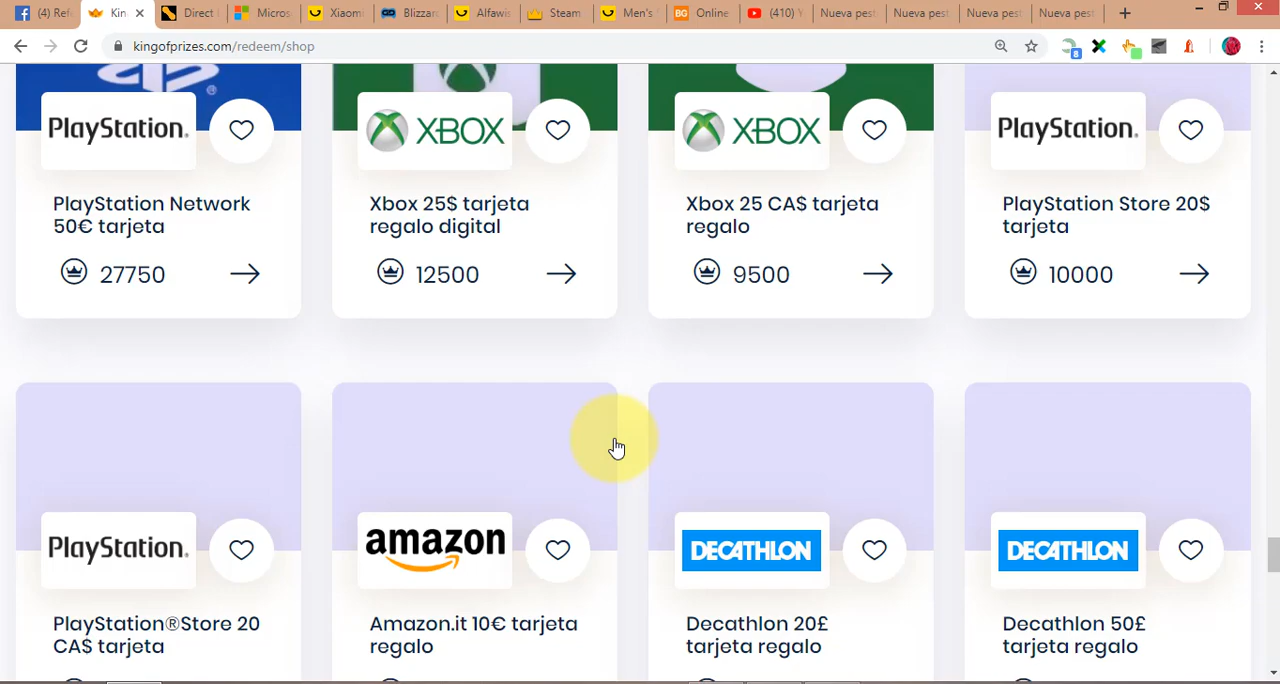 (4) Refa
Kin
Direct
Micros
Xiaomi
Blizzard
Alfawis
Steam
Men's
Online
(410) Y
Nueva pest
Nueva pest
Nueva pest
Nueva pest
kingofprizes.com/redeem/shop
8
PlayStation®
XBOX
XBOX
PlayStation®
PlayStation Network
50€ tarjeta
Xbox 25$ tarjeta
regalo digital
Xbox 25 CA$ tarjeta
regalo
PlayStation Store 20$
tarjeta
27750
12500
9500
10000
PlayStation®
amazon
DECATHLON
DECATHLON
PlayStation®Store 20
CA$ tarjeta
Amazon.it 10€ tarjeta
regalo
Decathlon 20£
tarjeta regalo
Decathlon 50£
tarjeta regalo